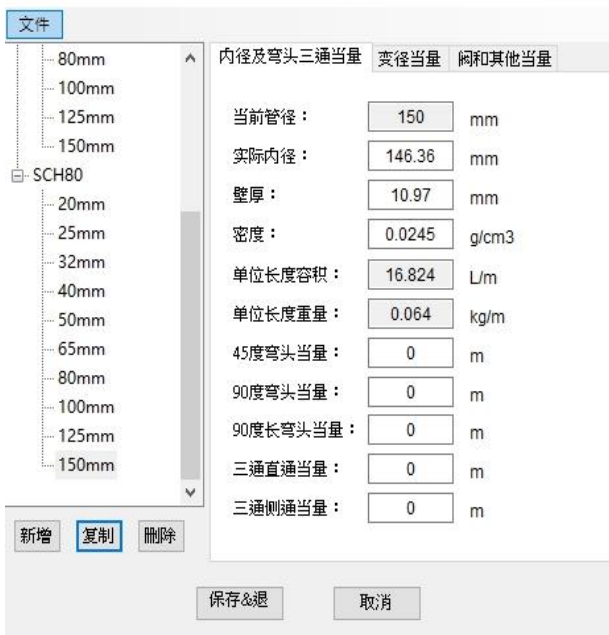 文件
80mm
100mm
125mm
150mm
SCH80
20mm
25mm
32mm
40mm
50mm
65mm
80mm
100mm
125mm
150mm
新增 复制 删除
内径及弯头三通当量 变径当量 阀和其他当量
当前管径： 150 mm
实际内径： 146.36 mm
壁厚： 10.97 mm
密度： 0.0245 g/cm3
单位长度容积： 16.824 L/m
单位长度重量： 0.064 kg/m
45度弯头当量： 0 m
90度弯头当量： 0 m
90度长弯头当量： 0 m
三通直通当量： 0 m
三通侧通当量： 0 m
保存&退 取消